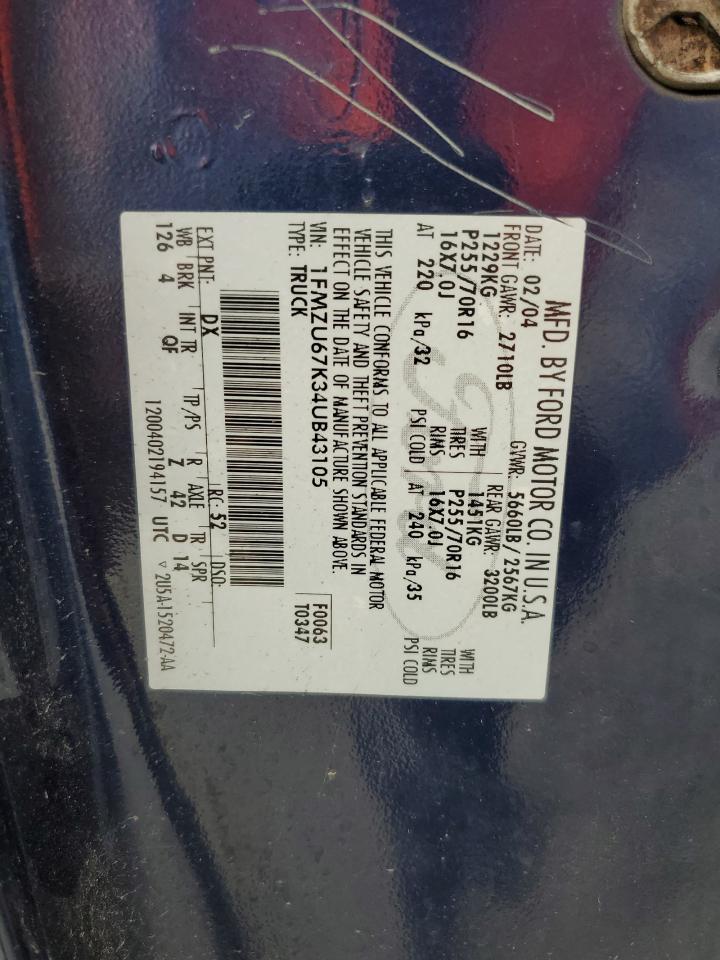 MFD. BY FORD MOTOR CO. IN U.S.A.
DATE: 02/04 GVWR: 5660LB / 2567KG
FRONT GAWR: 2710LB REAR GAWR: 3200LB
1229KG WITH 1451KG WITH
P255/70R16 TIRES P255/70R16 TIRES
16X7.0J RIMS 16X7.0J RIMS
AT 220 kPa/32 PSI COLD AT 240 kPa/35 PSI COLD
THIS VEHICLE CONFORMS TO ALL APPLICABLE FEDERAL MOTOR
VEHICLE SAFETY AND THEFT PREVENTION STANDARDS IN
EFFECT ON THE DATE OF MANUFACTURE SHOWN ABOVE.
VIN: 1FMZU67K34UB43105
TYPE: TRUCK
F0063
T0347
EXT PNT: DX RC: 52 DSO:
WB BRK INT TR TP/PS R AXLE TR SPR
126 4 QF Z 42 D 14
1200402194157 UTC ▽ 2U5A-1520472-AA
Ford